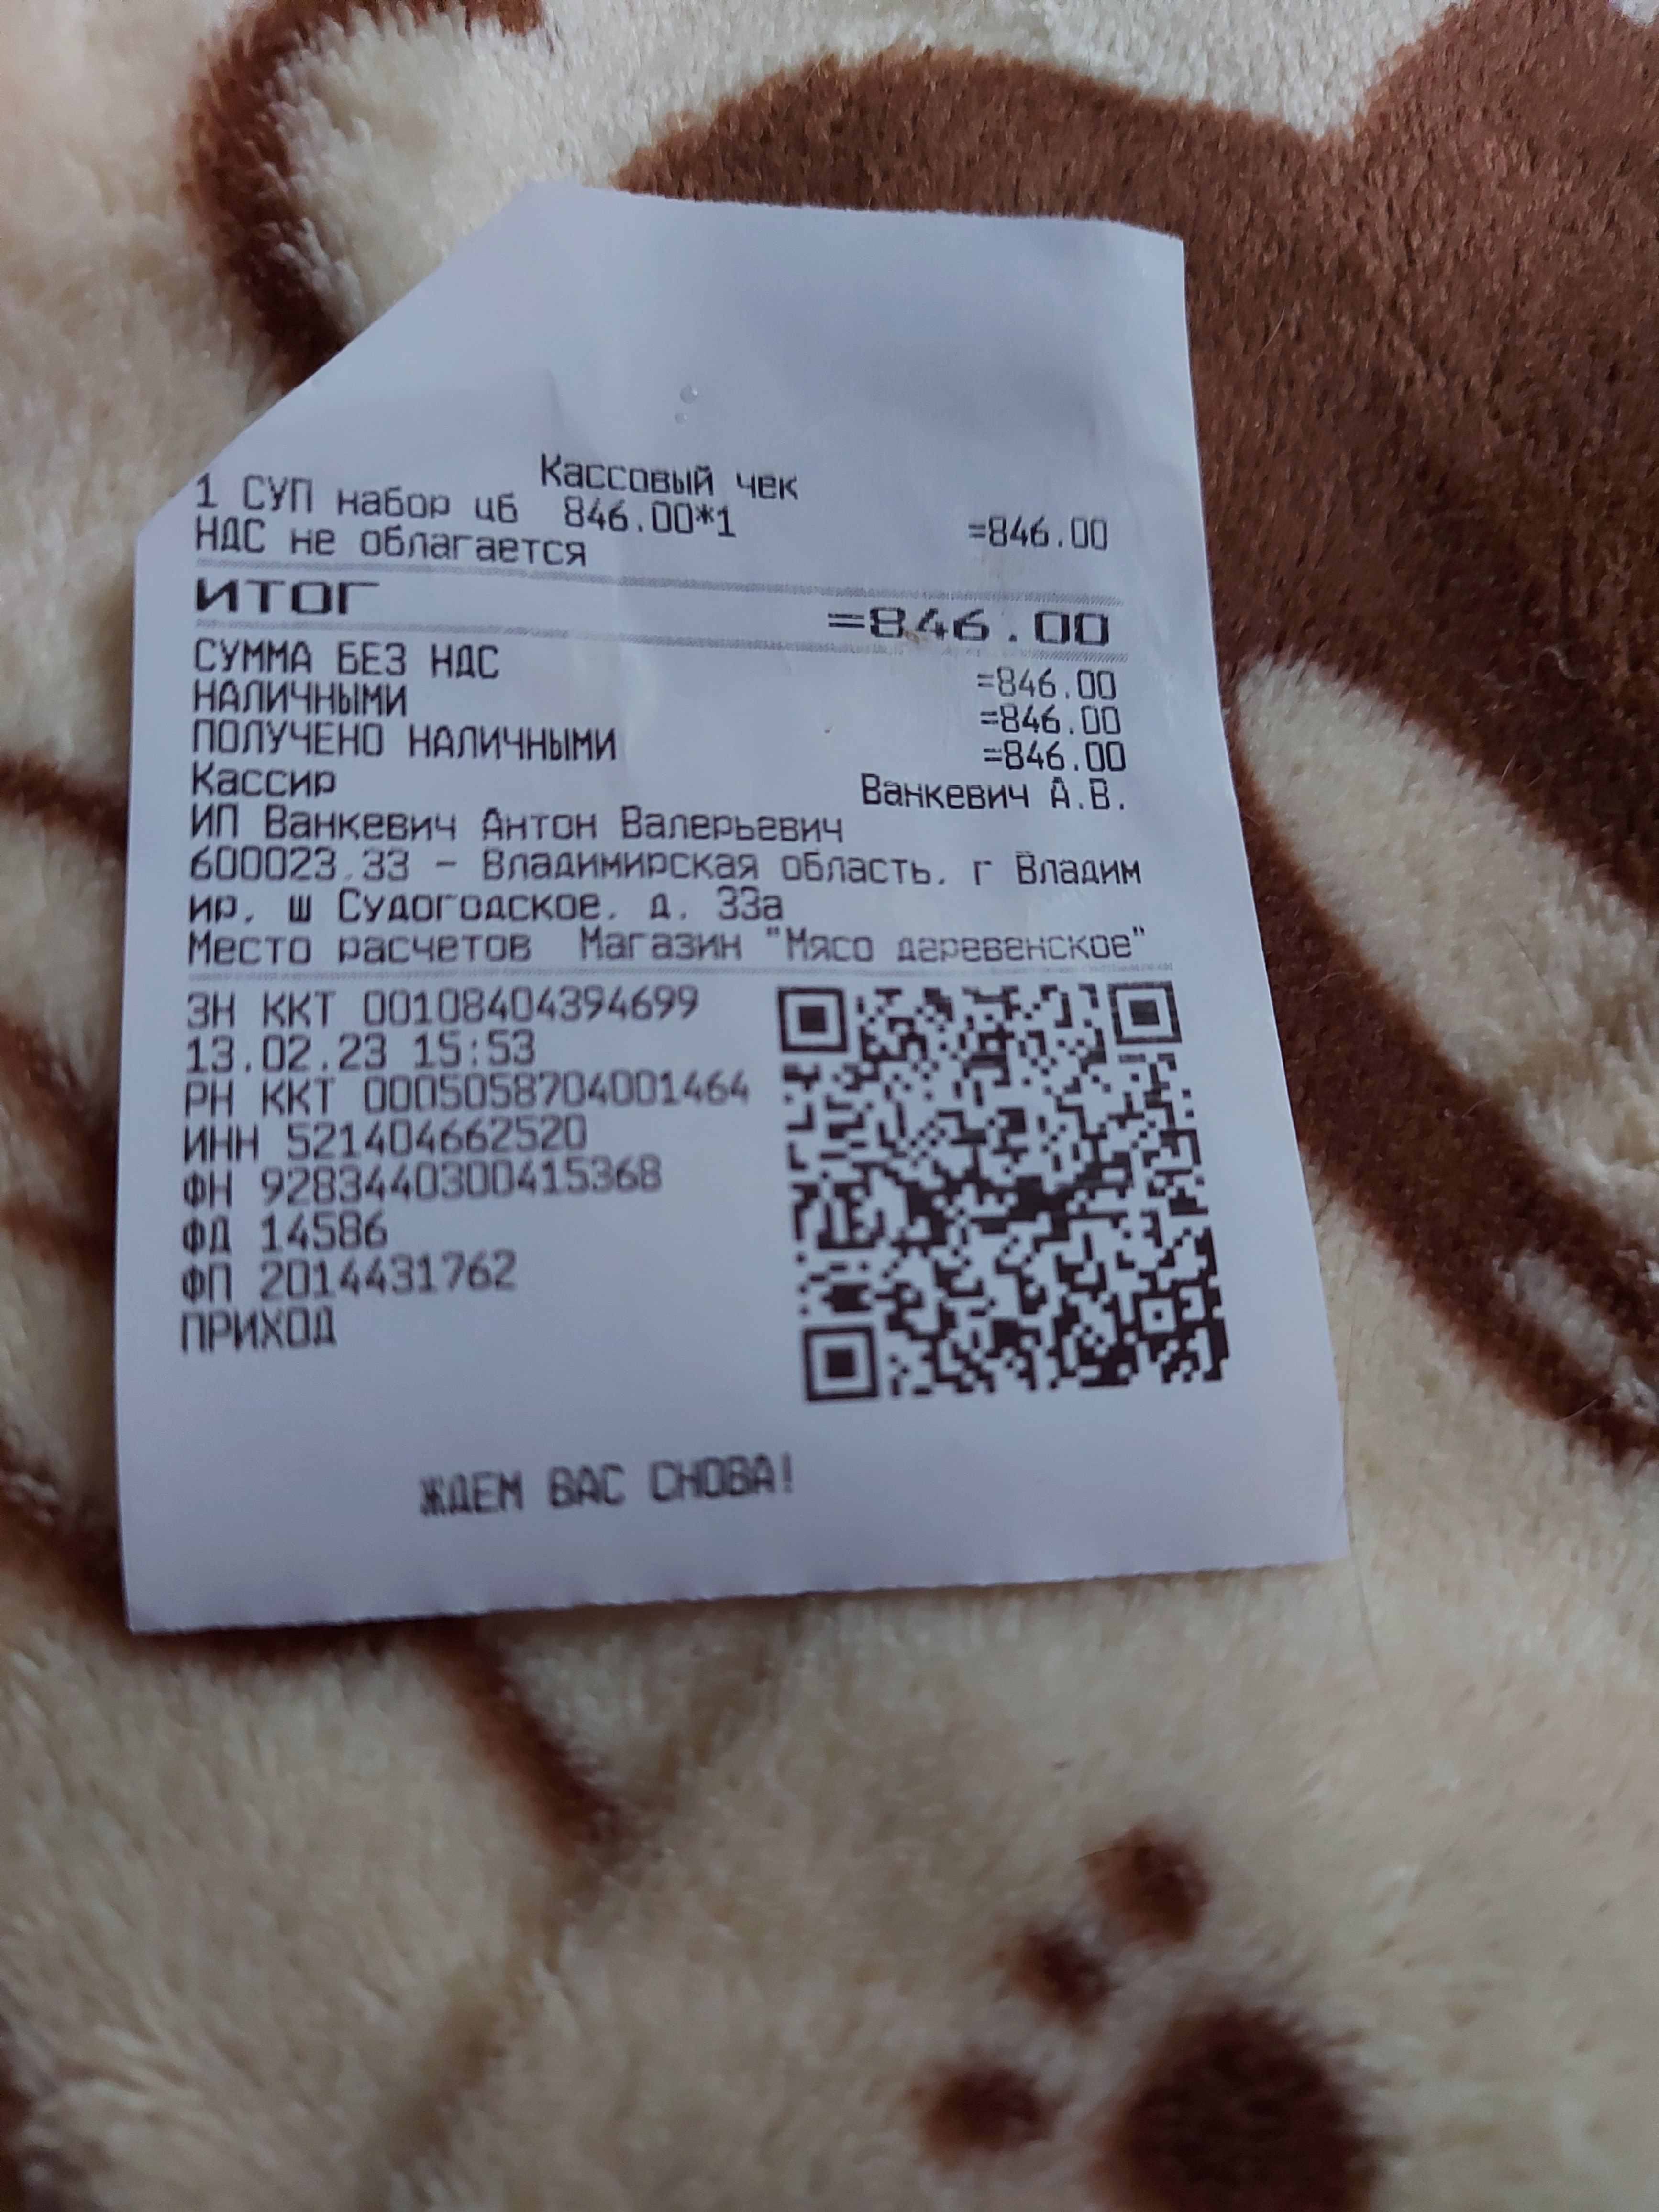 Кассовый чек
1 СУП набор цб 846.00*1 =846.00
НДС не облагается
ИТОГ =846.00
СУММА БЕЗ НДС =846.00
НАЛИЧНЫМИ =846.00
ПОЛУЧЕНО НАЛИЧНЫМИ =846.00
Кассир Ванкевич А.В.
ИП Ванкевич Антон Валерьевич
600023,33 - Владимирская область, г Владим
ир, ш Судогодское, д. 33а
Место расчетов Магазин "Мясо деревенское"
ЗН ККТ 00108404394699
13.02.23 15:53
РН ККТ 0005058704001464
ИНН 521404662520
ФН 9283440300415368
ФД 14586
ФП 2014431762
ПРИХОД
ЖДЕМ ВАС СНОВА!